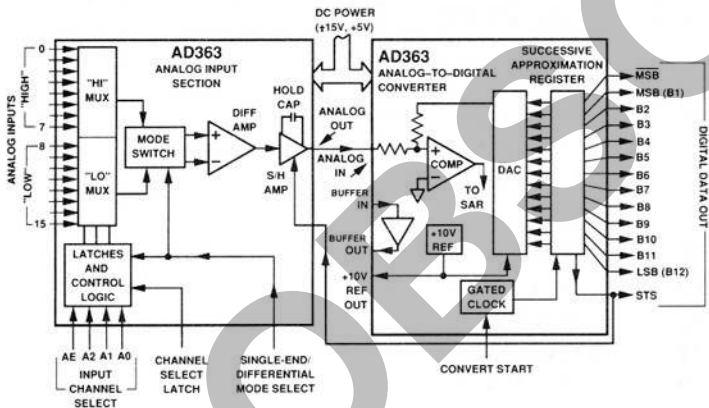 DC POWER
(±15V, +5V)
AD363
ANALOG INPUT
SECTION
AD363
ANALOG-TO-DIGITAL
CONVERTER
SUCCESSIVE
APPROXIMATION
REGISTER
ANALOG INPUTS
"HIGH"
"LOW"
0
7
8
15
"HI"
MUX
"LO"
MUX
MODE
SWITCH
DIFF
AMP
+
−
HOLD
CAP
S/H
AMP
ANALOG
OUT
ANALOG
IN
+
−
COMP
TO
SAR
DAC
BUFFER
IN
BUFFER
OUT
+10V
REF
+10V
REF
OUT
GATED
CLOCK
LATCHES
AND
CONTROL
LOGIC
MSB
MSB (B1)
B2
B3
B4
B5
B6
B7
B8
B9
B10
B11
LSB (B12)
STS
DIGITAL DATA OUT
AE A2 A1 A0
INPUT
CHANNEL
SELECT
CHANNEL
SELECT
LATCH
SINGLE-END/
DIFFERENTIAL
MODE SELECT
CONVERT START
OBSO